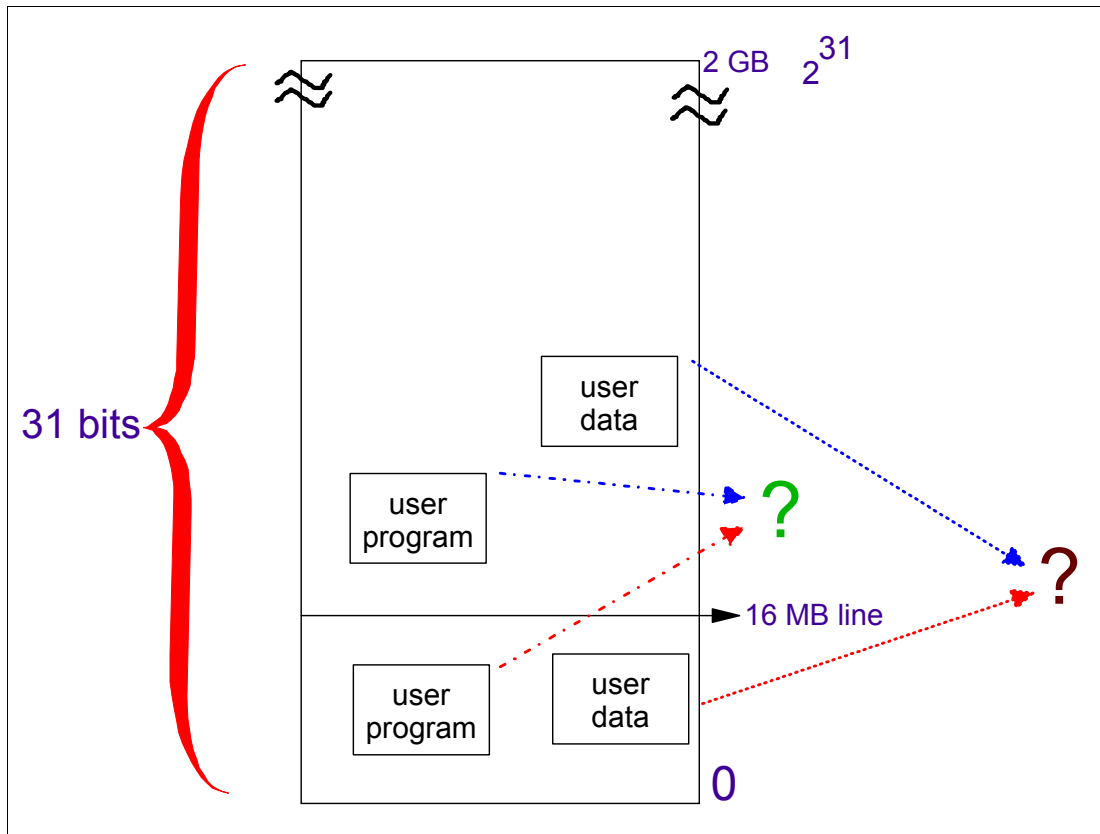 2 GB 2^31
user
data
31 bits
user
program
?
?
16 MB line
user
program
user
data
0